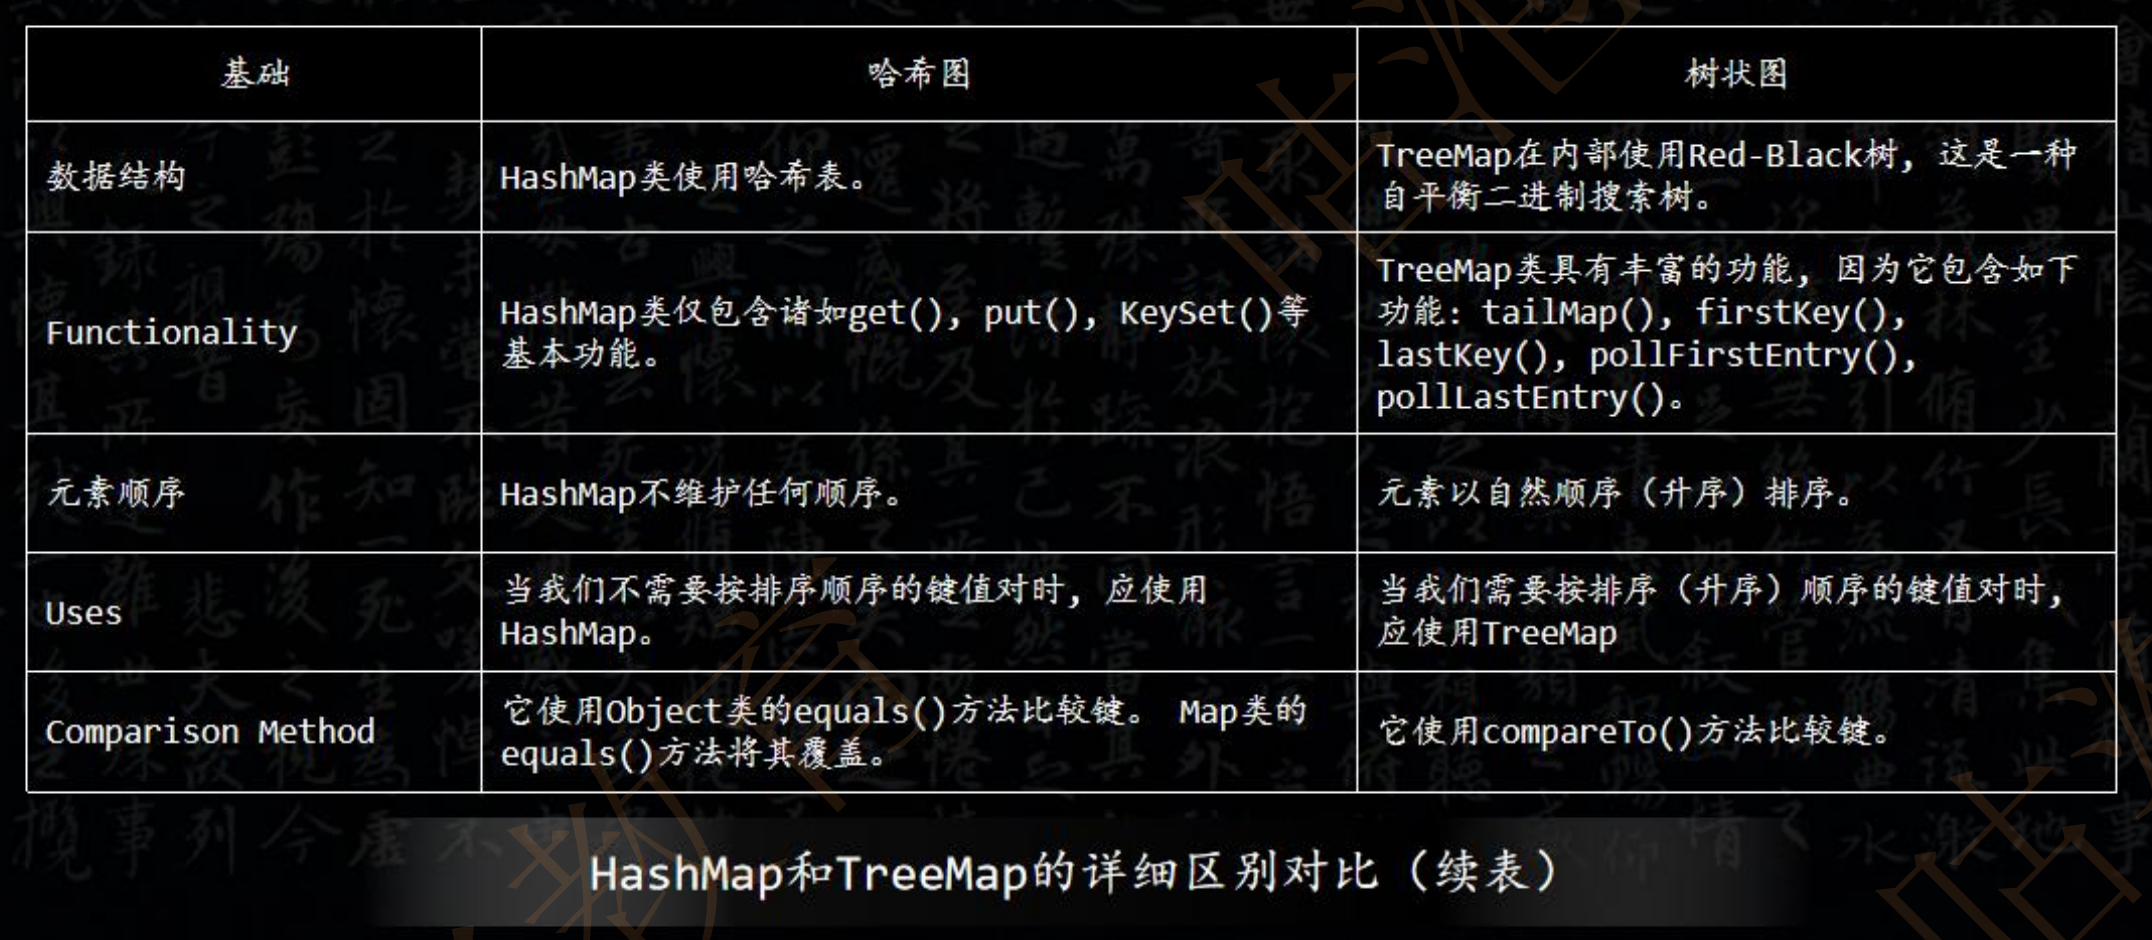 基础
哈希图
树状图
数据结构
HashMap类使用哈希表。
TreeMap在内部使用Red-Black树, 这是一种
自平衡二进制搜索树。
Functionality
HashMap类仅包含诸如get(), put(), KeySet()等
基本功能。
TreeMap类具有丰富的功能, 因为它包含如下
功能: tailMap(), firstKey(),
lastKey(), pollFirstEntry(),
pollLastEntry()。
元素顺序
HashMap不维护任何顺序。
元素以自然顺序（升序）排序。
Uses
当我们不需要按排序顺序的键值对时, 应使用
HashMap。
当我们需要按排序（升序）顺序的键值对时,
应使用TreeMap
Comparison Method
它使用Object类的equals()方法比较键。 Map类的
equals()方法将其覆盖。
它使用compareTo()方法比较键。
HashMap和TreeMap的详细区别对比（续表）